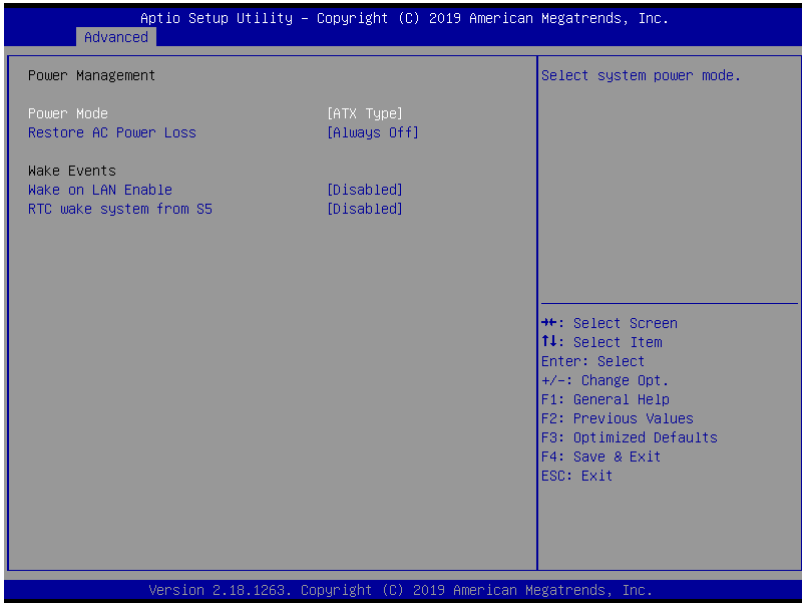 Aptio Setup Utility – Copyright (C) 2019 American Megatrends, Inc.
Advanced
Power Management
Power Mode [ATX Type]
Restore AC Power Loss [Always Off]
Wake Events
Wake on LAN Enable [Disabled]
RTC wake system from S5 [Disabled]
Select system power mode.
→←: Select Screen
↑↓: Select Item
Enter: Select
+/-: Change Opt.
F1: General Help
F2: Previous Values
F3: Optimized Defaults
F4: Save & Exit
ESC: Exit
Version 2.18.1263. Copyright (C) 2019 American Megatrends, Inc.